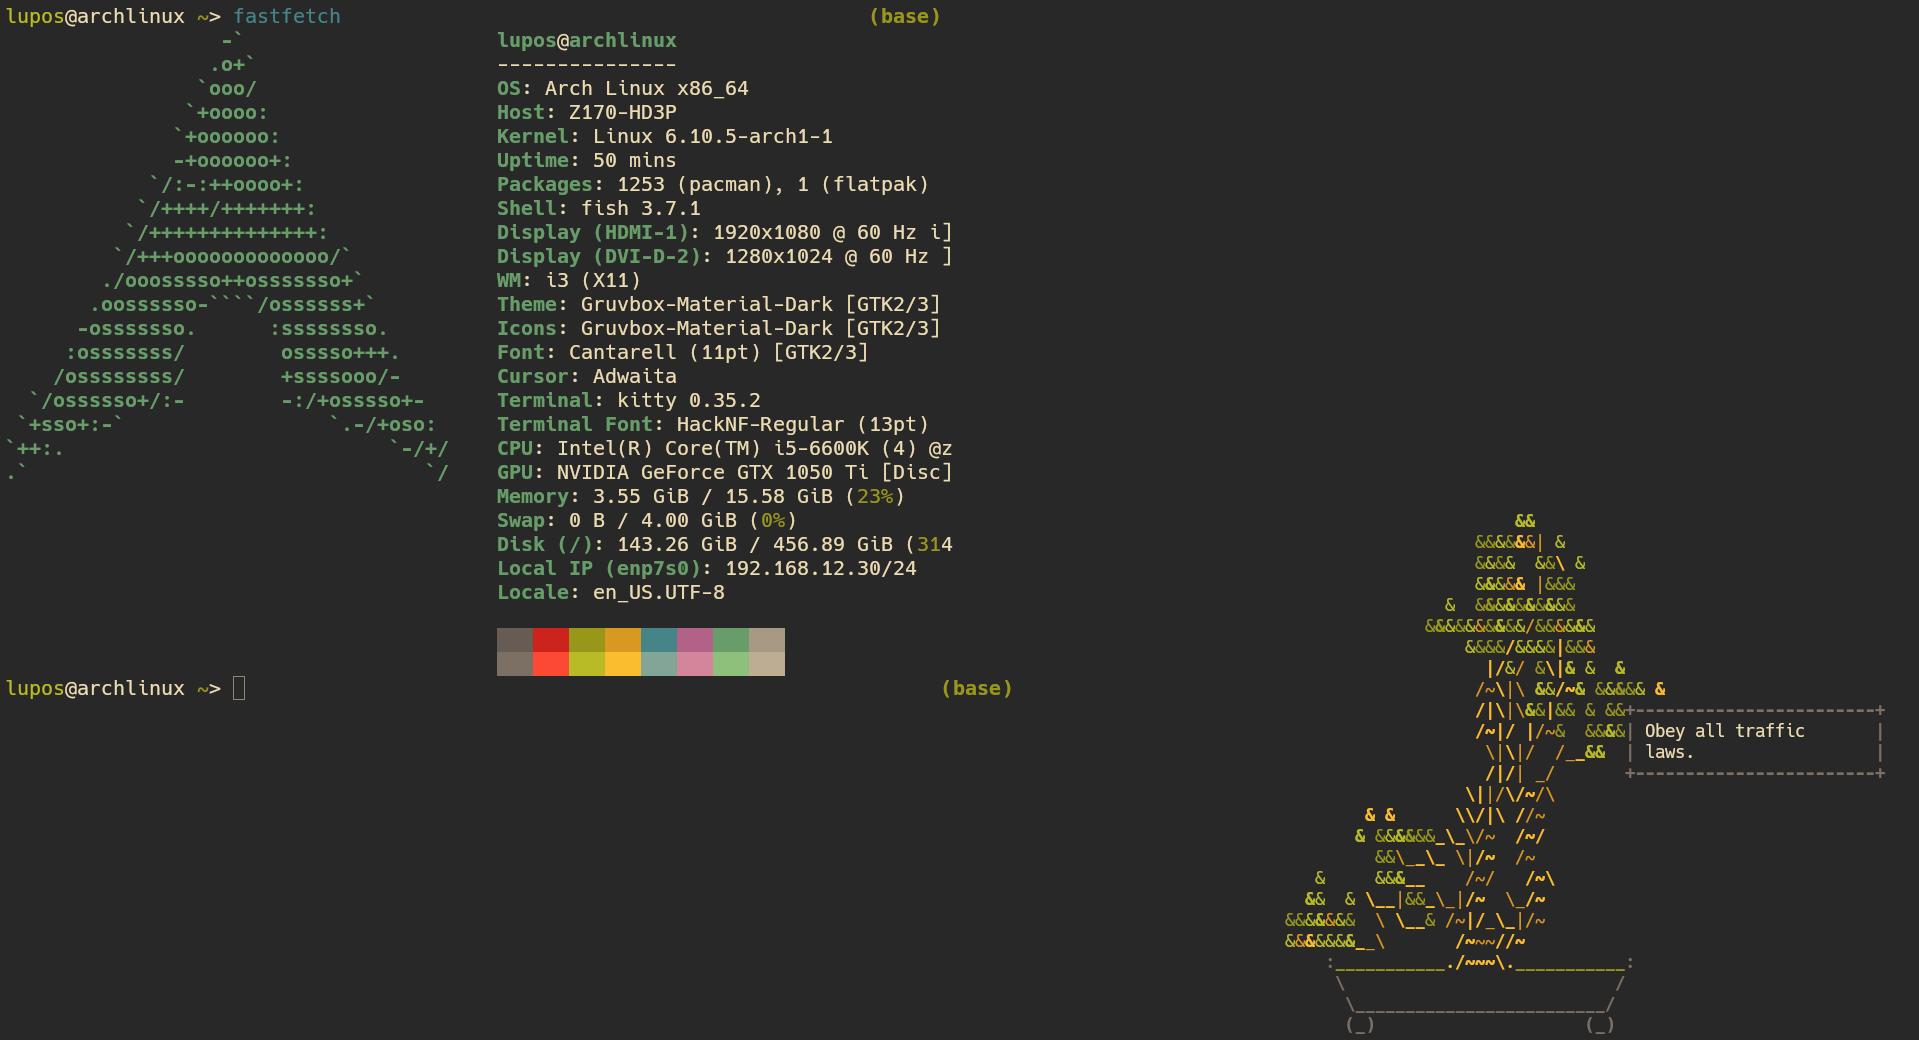 lupos@archlinux ~> fastfetch (base)
lupos@archlinux
---------------
OS: Arch Linux x86_64
Host: Z170-HD3P
Kernel: Linux 6.10.5-arch1-1
Uptime: 50 mins
Packages: 1253 (pacman), 1 (flatpak)
Shell: fish 3.7.1
Display (HDMI-1): 1920x1080 @ 60 Hz i]
Display (DVI-D-2): 1280x1024 @ 60 Hz ]
WM: i3 (X11)
Theme: Gruvbox-Material-Dark [GTK2/3]
Icons: Gruvbox-Material-Dark [GTK2/3]
Font: Cantarell (11pt) [GTK2/3]
Cursor: Adwaita
Terminal: kitty 0.35.2
Terminal Font: HackNF-Regular (13pt)
CPU: Intel(R) Core(TM) i5-6600K (4) @z
GPU: NVIDIA GeForce GTX 1050 Ti [Disc]
Memory: 3.55 GiB / 15.58 GiB (23%)
Swap: 0 B / 4.00 GiB (0%)
Disk (/): 143.26 GiB / 456.89 GiB (314
Local IP (enp7s0): 192.168.12.30/24
Locale: en_US.UTF-8
lupos@archlinux ~> (base)
Obey all traffic
laws.